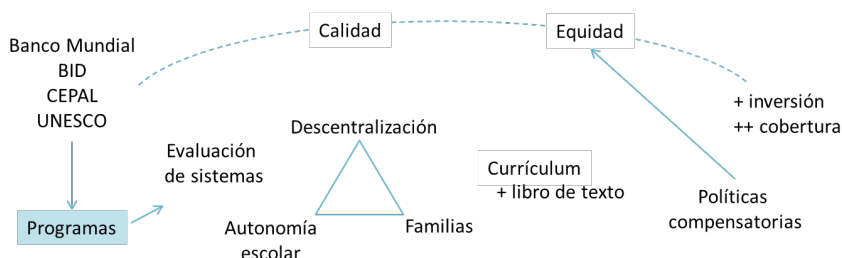 Banco Mundial
BID
CEPAL
UNESCO
Programas
Evaluación
de sistemas
Calidad
Descentralización
Autonomía
escolar
Familias
Equidad
Currículum
+ libro de texto
+ inversión
++ cobertura
Políticas
compensatorias